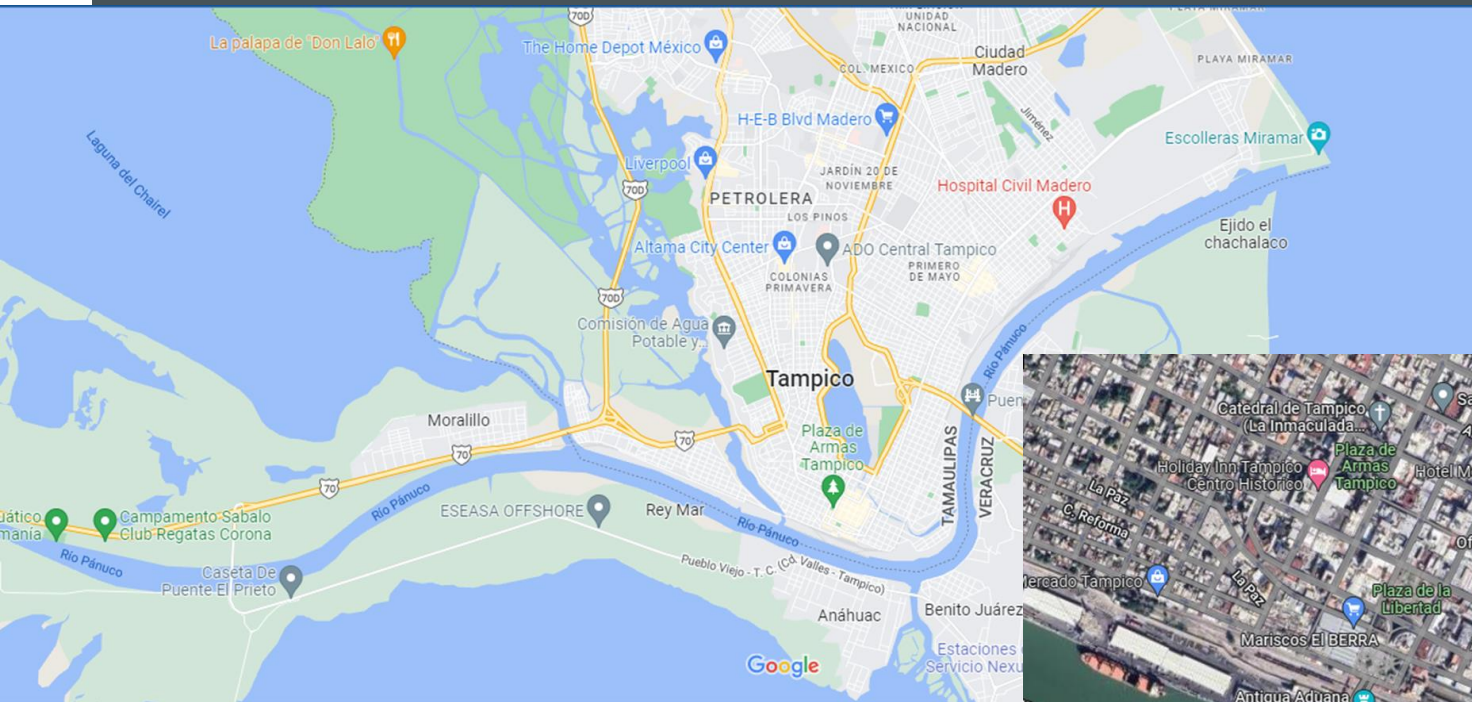 70D
UNIDAD
NACIONAL
La palapa de "Don Lalo"
The Home Depot México
Ciudad
Madero
COL. MEXICO
PLAYA MIRAMAR
H-E-B Blvd Madero
Jiménez
Escolleras Miramar
Laguna del Chairel
Liverpool
JARDÍN 20 DE
NOVIEMBRE
70D
Hospital Civil Madero
H
PETROLERA
LOS PINOS
Ejido el
chachalaco
Altama City Center
ADO Central Tampico
COLONIAS
PRIMAVERA
PRIMERO
DE MAYO
70D
Comisión de Agua
Potable y...
Río Pánuco
Tampico
Puen
Moralillo
Plaza de
Armas
Tampico
70
70
70
TAMAULIPAS
VERACRUZ
Río Pánuco
ESEASA OFFSHORE
Rey Mar
Río Pánuco
uático
manía
Campamento Sabalo
Club Regatas Corona
Río Pánuco
Caseta De
Puente El Prieto
Pueblo Viejo - T. C. (Cd. Valles - Tampico)
Anáhuac
Benito Juárez
Estaciones
Servicio Nexu
Google
Catedral de Tampico
(La Inmaculada...
Sa
Plaza de
Armas
Tampico
Holiday Inn Tampico
Centro Historico
Hotel M
La Paz
C. Reforma
Of
Mercado Tampico
La Paz
Plaza de la
Libertad
Mariscos El BERRA
Antigua Aduana